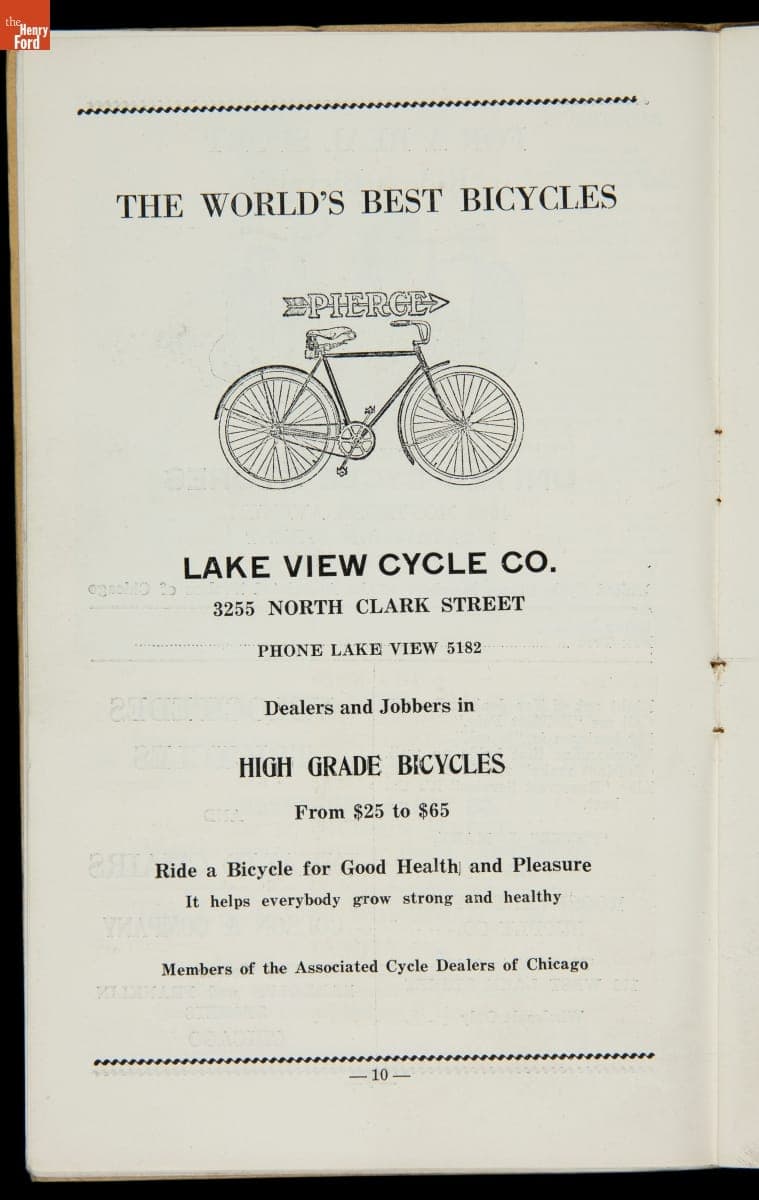 the
Henry
Ford
THE WORLD'S BEST BICYCLES
PIERCE
LAKE VIEW CYCLE CO.
3255 NORTH CLARK STREET
PHONE LAKE VIEW 5182
Dealers and Jobbers in
HIGH GRADE BICYCLES
From $25 to $65
Ride a Bicycle for Good Health and Pleasure
It helps everybody grow strong and healthy
Members of the Associated Cycle Dealers of Chicago
— 10 —